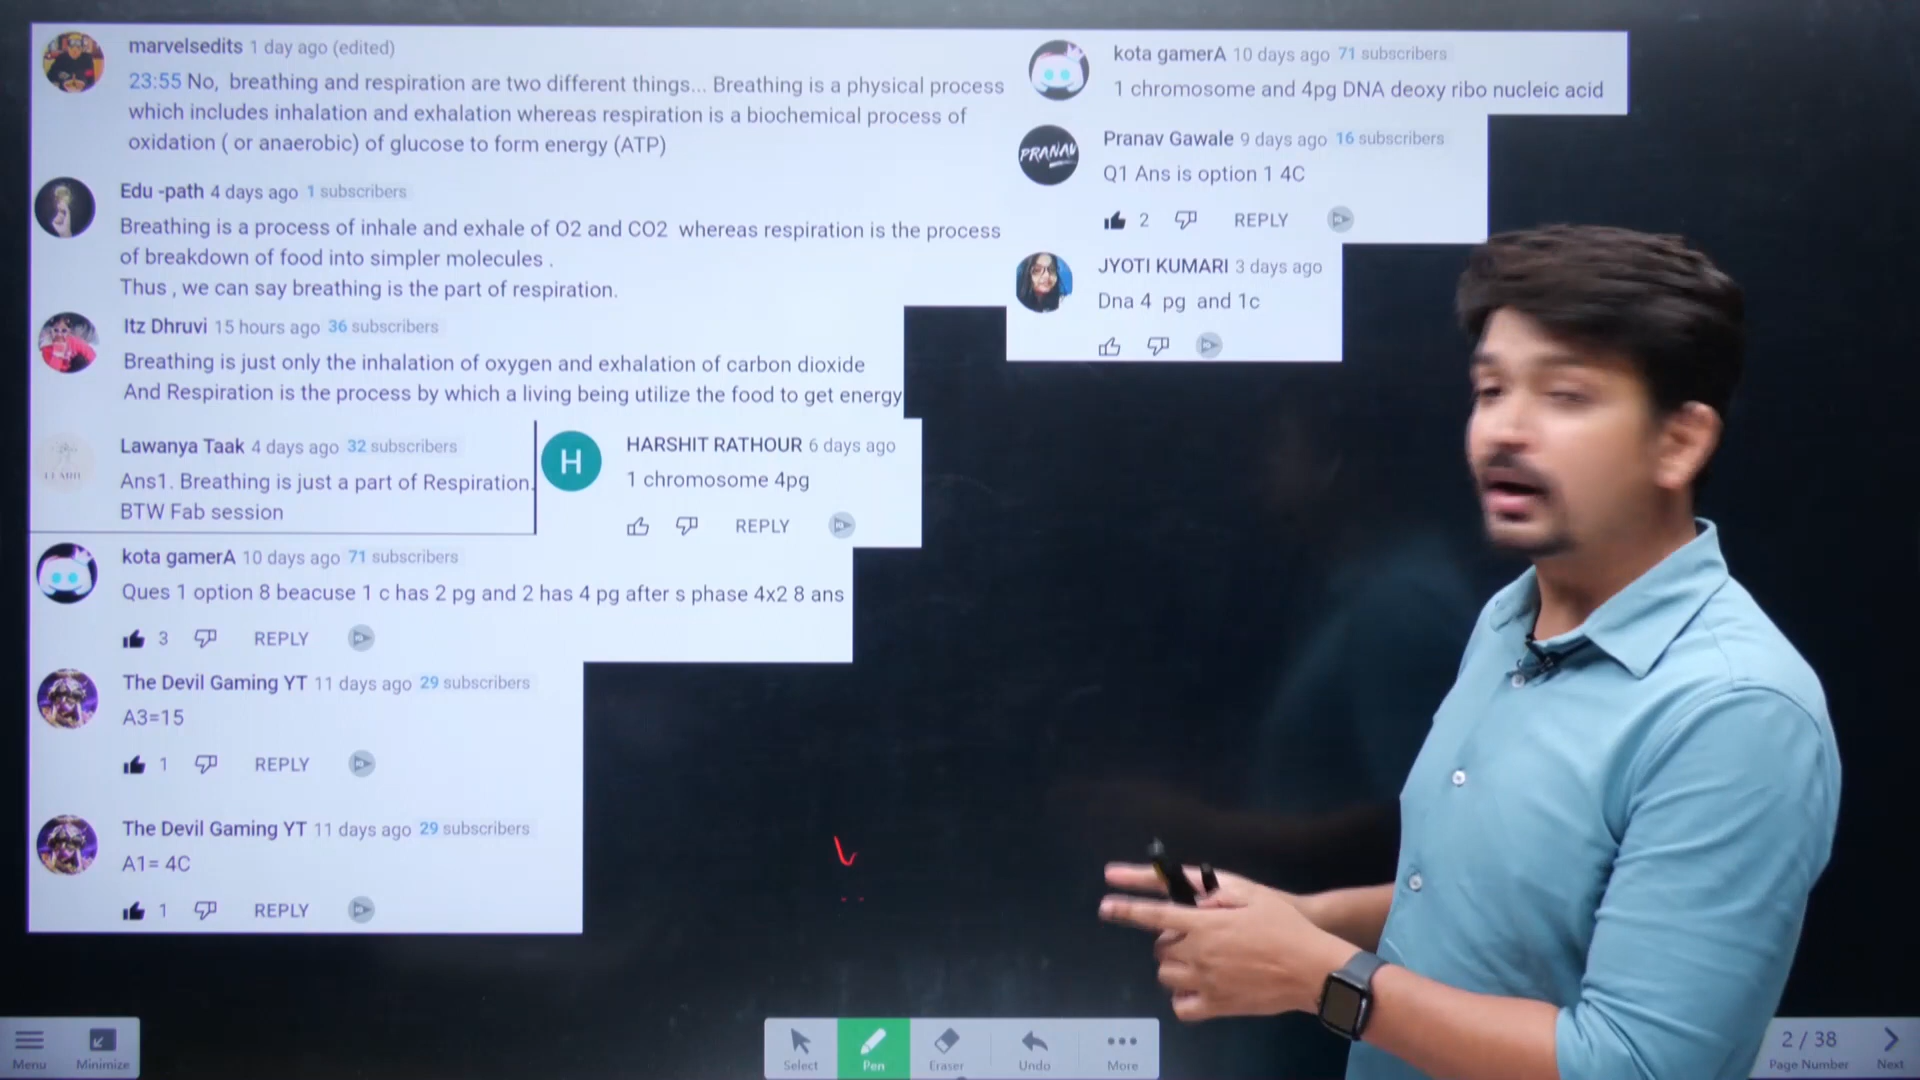 marvelsedits 1 day ago (edited)
23:55 No, breathing and respiration are two different things... Breathing is a physical process
which includes inhalation and exhalation whereas respiration is a biochemical process of
oxidation ( or anaerobic) of glucose to form energy (ATP)
Edu -path 4 days ago 1 subscribers
Breathing is a process of inhale and exhale of O2 and CO2 whereas respiration is the process
of breakdown of food into simpler molecules .
Thus , we can say breathing is the part of respiration.
Itz Dhruvi 15 hours ago 36 subscribers
Breathing is just only the inhalation of oxygen and exhalation of carbon dioxide
And Respiration is the process by which a living being utilize the food to get energy
Lawanya Taak 4 days ago 32 subscribers
Ans1. Breathing is just a part of Respiration.
BTW Fab session
H
HARSHIT RATHOUR 6 days ago
1 chromosome 4pg
REPLY
kota gamerA 10 days ago 71 subscribers
Ques 1 option 8 beacuse 1 c has 2 pg and 2 has 4 pg after s phase 4x2 8 ans
3 REPLY
The Devil Gaming YT 11 days ago 29 subscribers
A3=15
1 REPLY
The Devil Gaming YT 11 days ago 29 subscribers
A1= 4C
1 REPLY
kota gamerA 10 days ago 71 subscribers
1 chromosome and 4pg DNA deoxy ribo nucleic acid
PRANAV
Pranav Gawale 9 days ago 16 subscribers
Q1 Ans is option 1 4C
2 REPLY
JYOTI KUMARI 3 days ago
Dna 4 pg and 1c
Menu Minimize
Select Pen Eraser Undo More
2 / 38
Page Number Next